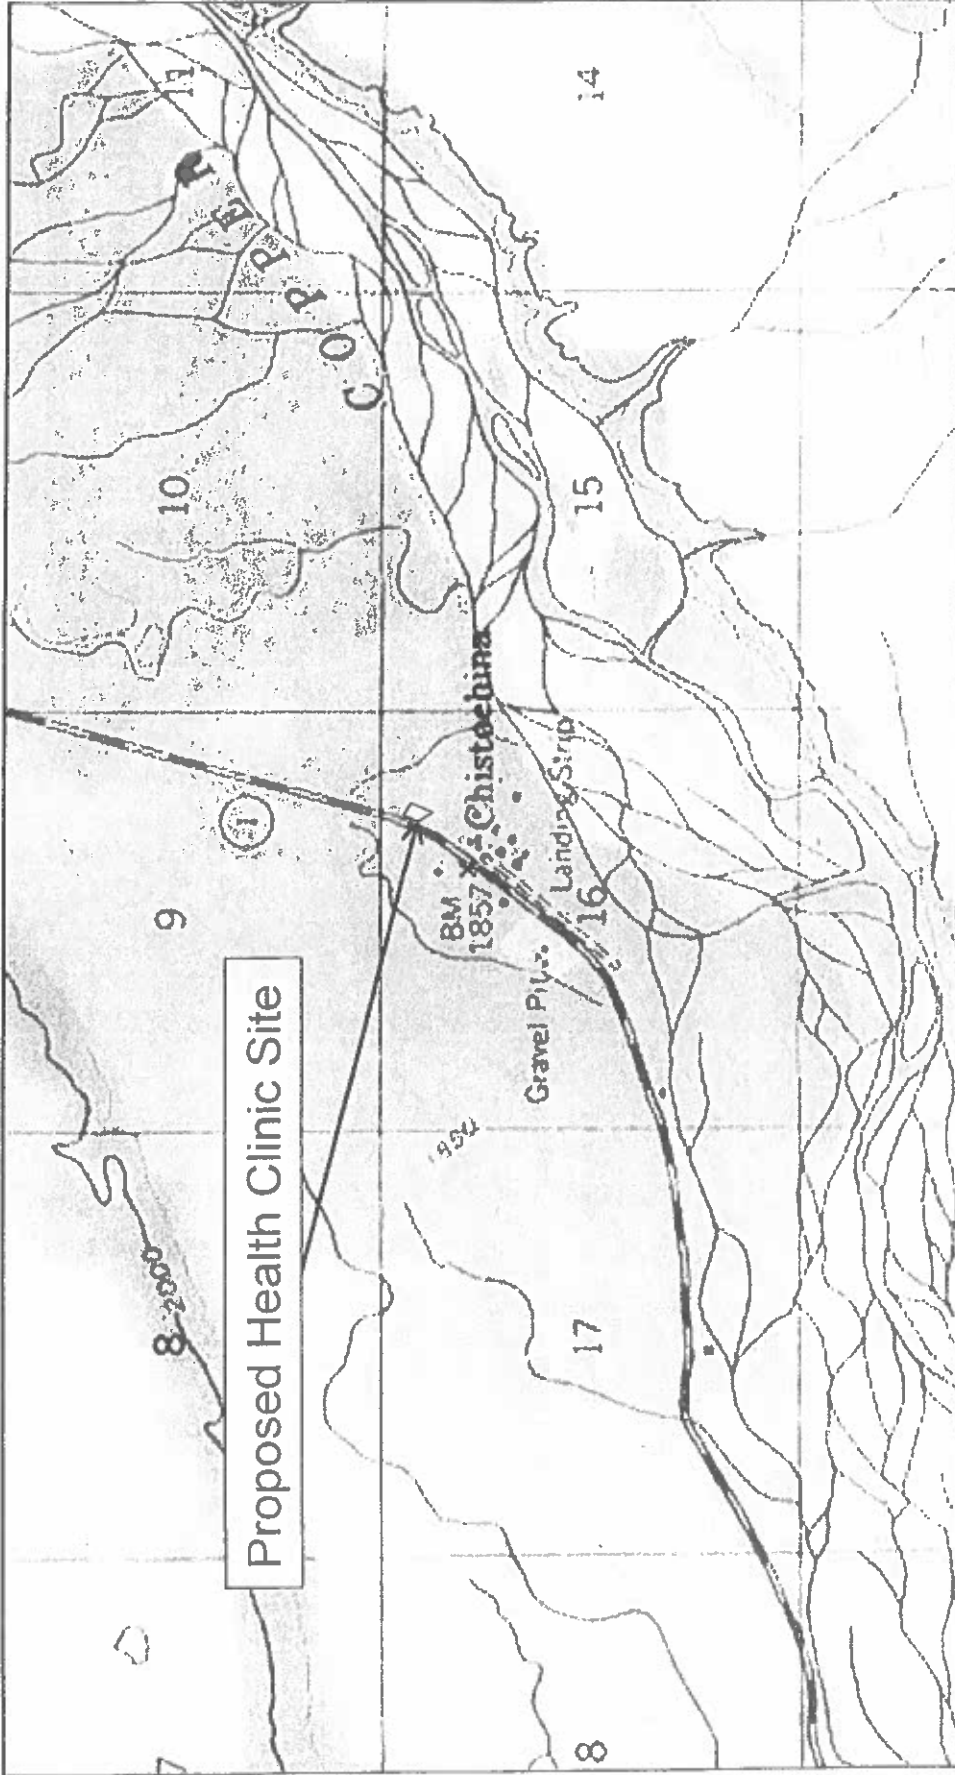 8
9
10
11
2000
Proposed Health Clinic Site
1
COPPER
BM
1857
Chistochina
1850
Gravel Pit
Landing Strip
8
17
16
15
14